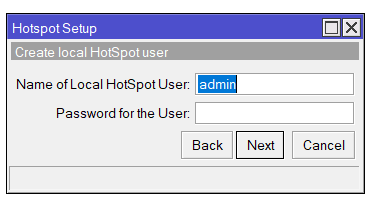 Hotspot Setup
Create local HotSpot user
Name of Local HotSpot User: admin
Password for the User:
Back Next Cancel